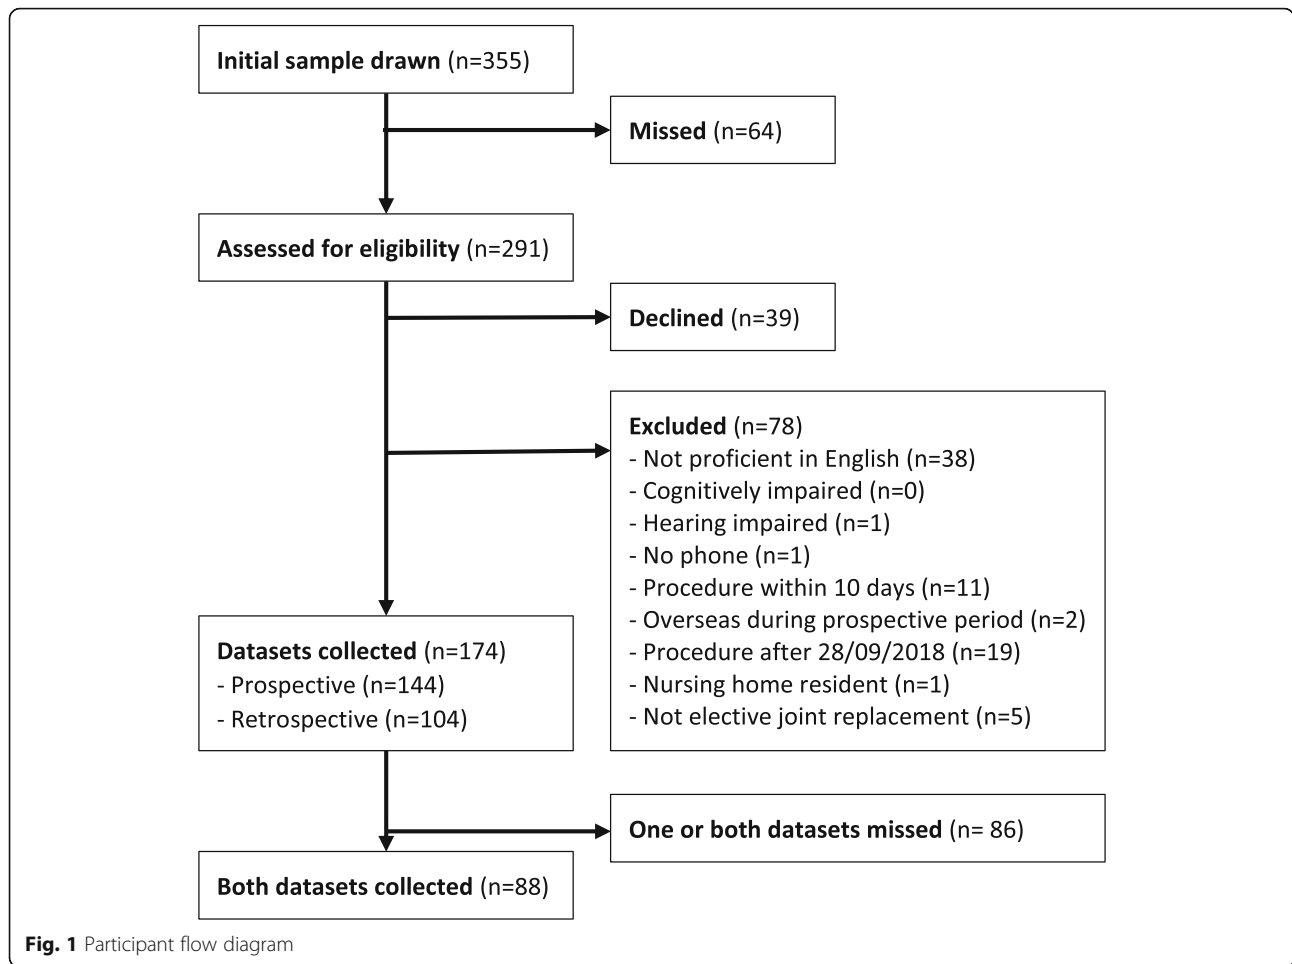 Initial sample drawn (n=355)
Missed (n=64)
Assessed for eligibility (n=291)
Declined (n=39)
Excluded (n=78)
- Not proficient in English (n=38)
- Cognitively impaired (n=0)
- Hearing impaired (n=1)
- No phone (n=1)
- Procedure within 10 days (n=11)
- Overseas during prospective period (n=2)
- Procedure after 28/09/2018 (n=19)
- Nursing home resident (n=1)
- Not elective joint replacement (n=5)
Datasets collected (n=174)
- Prospective (n=144)
- Retrospective (n=104)
One or both datasets missed (n= 86)
Both datasets collected (n=88)
Fig. 1 Participant flow diagram